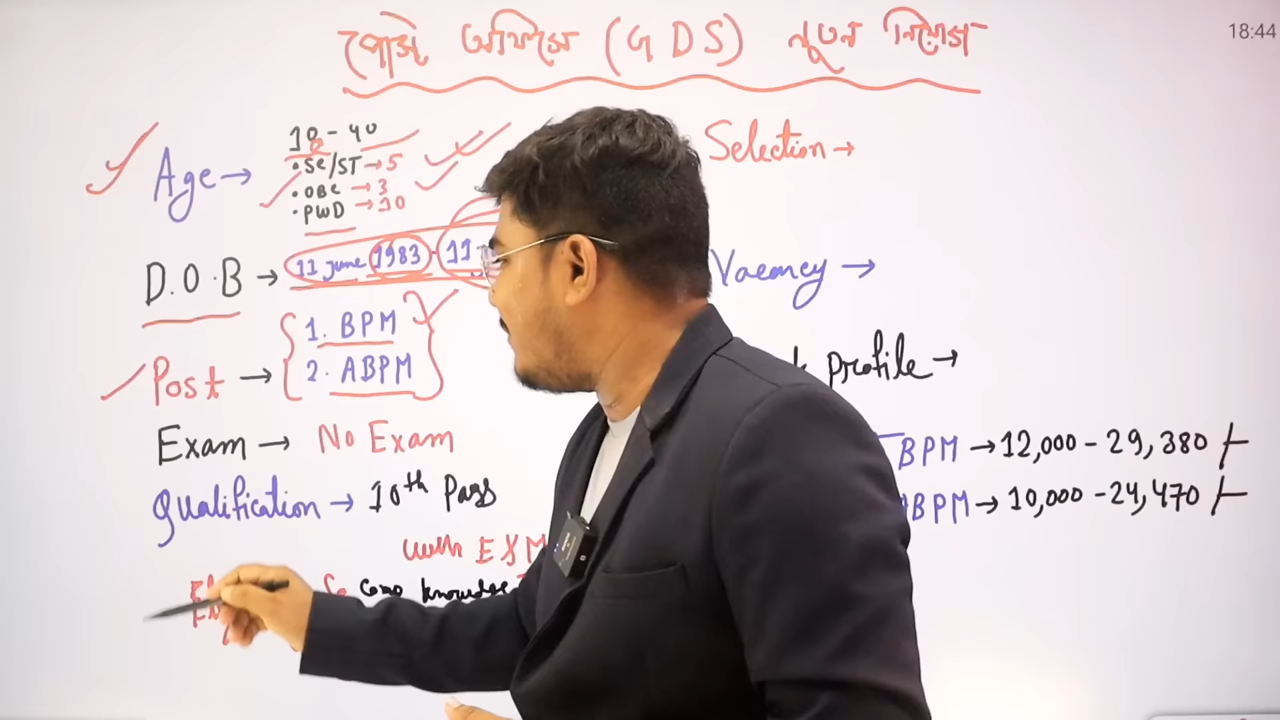 পোস্ট অফিসে (GDS) নতুন নিয়োগ
18:44
Age → 18 - 40
• SC/ST → 5
• OBC → 3
• PWD → 10
D.O.B → 11 June 1983 - 11
Post → 1. BPM
2. ABPM
Exam → No Exam
Qualification → 10th Pass
with
Selection →
Vacancy →
Profile →
BPM → 12,000 - 29,380 /-
BPM → 10,000 - 24,470 /-